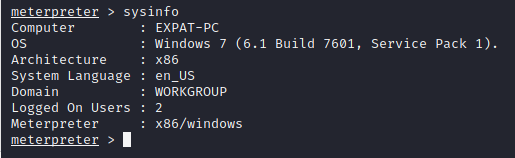 meterpreter > sysinfo
Computer        : EXPAT-PC
OS              : Windows 7 (6.1 Build 7601, Service Pack 1).
Architecture    : x86
System Language : en_US
Domain          : WORKGROUP
Logged On Users : 2
Meterpreter     : x86/windows
meterpreter >